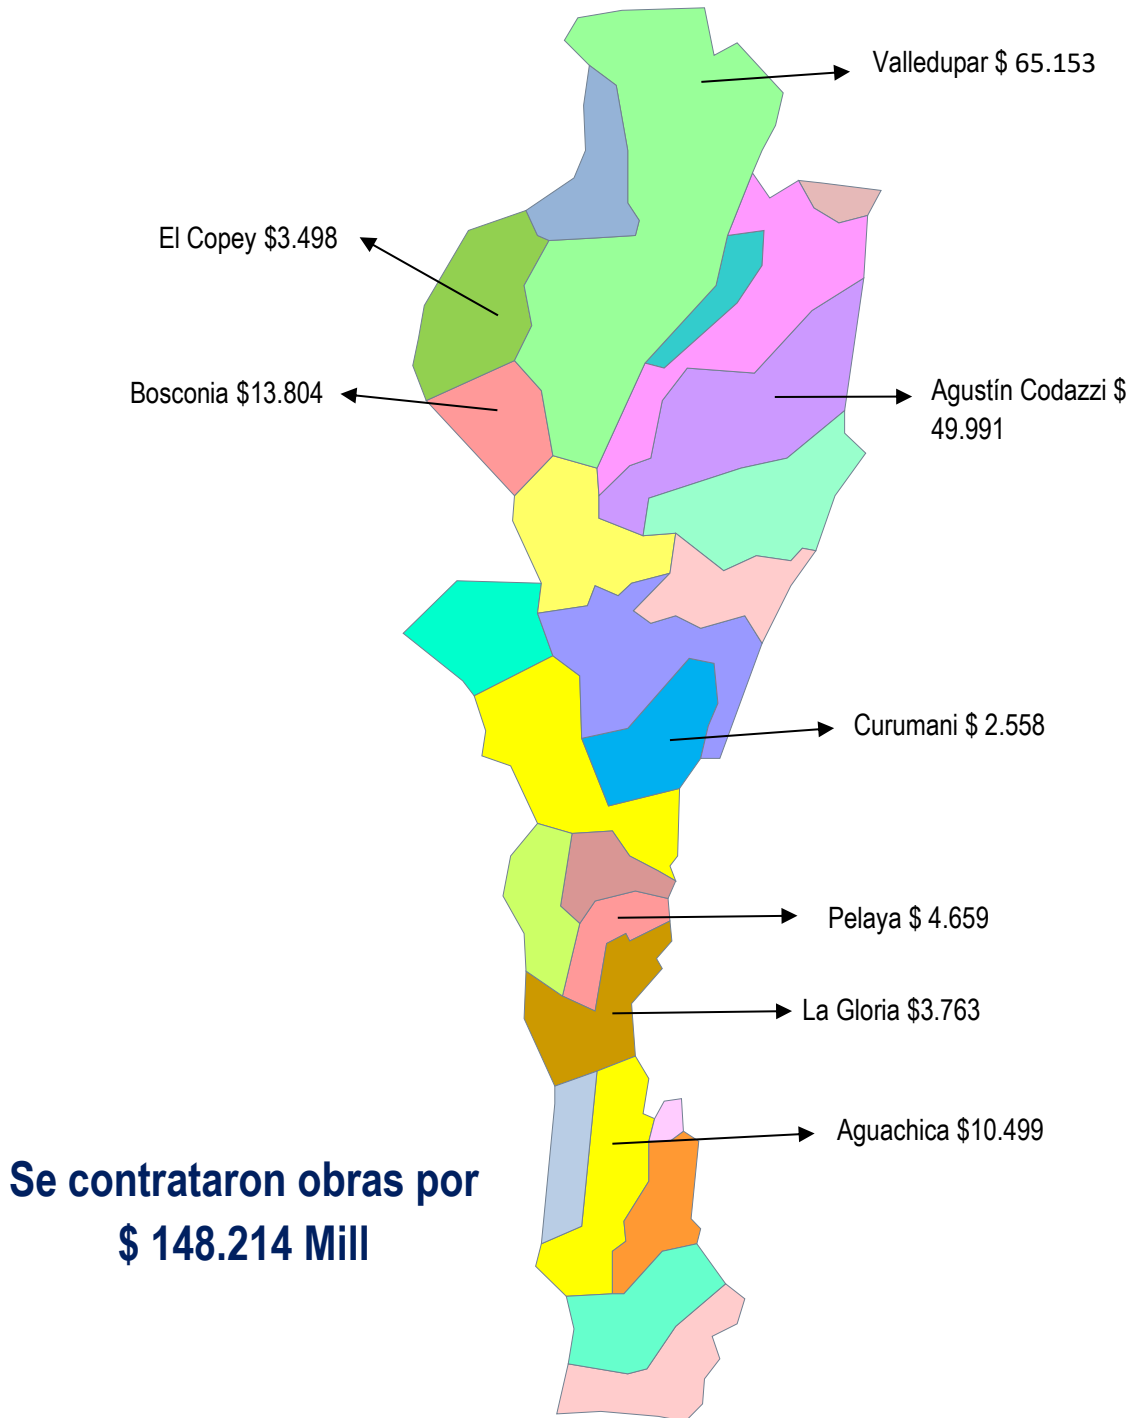 Valledupar $ 65.153
El Copey $3.498
Bosconia $13.804
Agustín Codazzi $
49.991
Curumani $ 2.558
Pelaya $ 4.659
La Gloria $3.763
Aguachica $10.499
Se contrataron obras por
$ 148.214 Mill